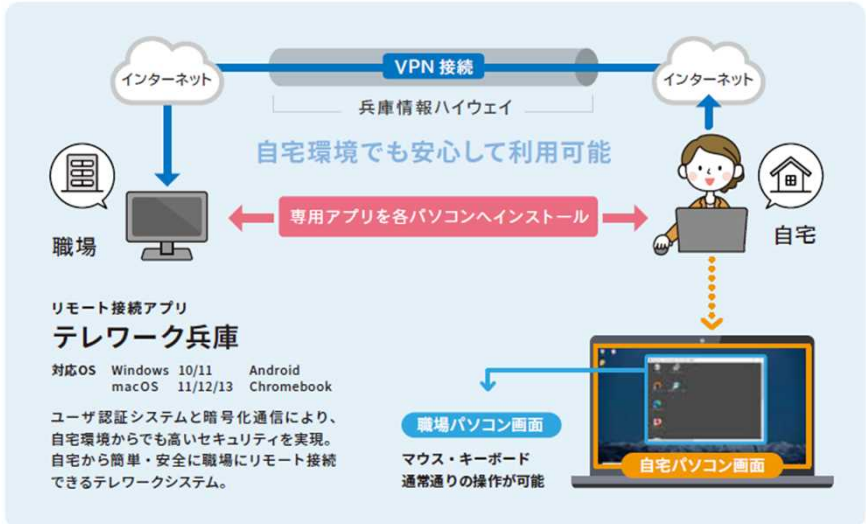 VPN 接続
インターネット
インターネット
兵庫情報ハイウェイ
自宅環境でも安心して利用可能
専用アプリを各パソコンへインストール
職場
自宅
リモート接続アプリ
テレワーク兵庫
対応OS Windows 10/11 Android
macOS 11/12/13 Chromebook
ユーザ認証システムと暗号化通信により、
自宅環境からでも高いセキュリティを実現。
自宅から簡単・安全に職場にリモート接続
できるテレワークシステム。
職場パソコン画面
マウス・キーボード
通常通りの操作が可能
自宅パソコン画面